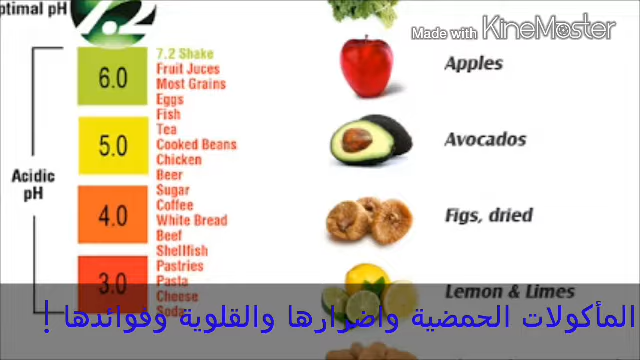 ptimal pH
7.2
Made with KINEMASTER
7.2 Shake
6.0
Fruit Juces
Most Grains
Eggs
Fish
5.0
Tea
Cooked Beans
Chicken
Beer
Acidic
pH
4.0
Sugar
Coffee
White Bread
Beef
Shellfish
3.0
Pastries
Pasta
Cheese
Soda
Apples
Avocados
Figs, dried
Lemon & Limes
المأكولات الحمضية واضرارها والقلوية وفوائدها !